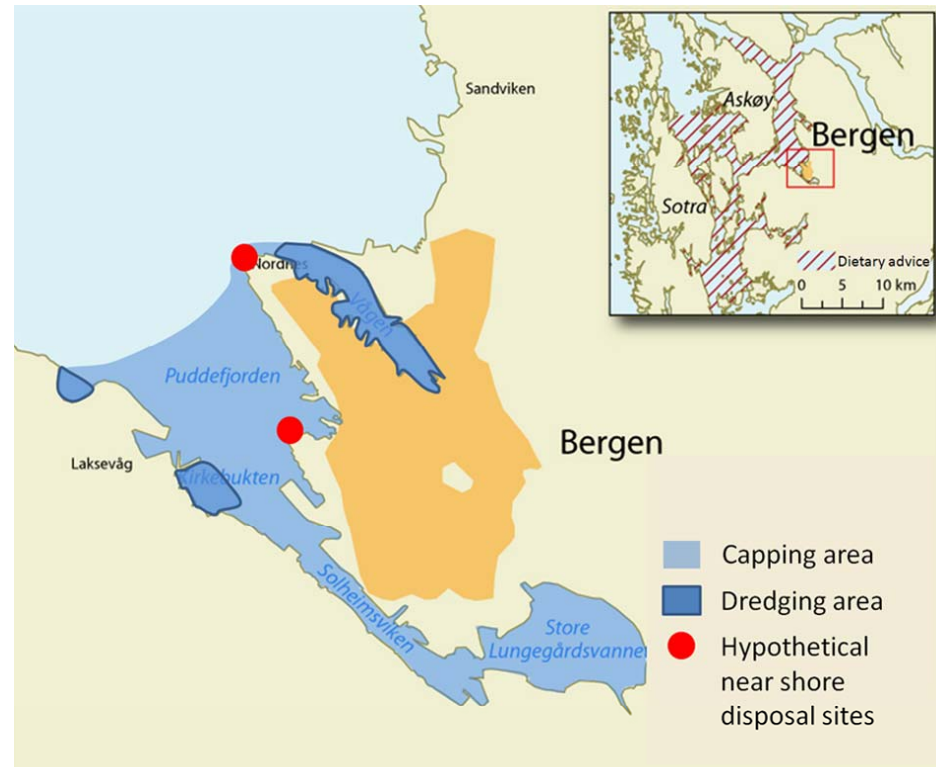 Sandviken
Nordnes
Vågen
Puddefjorden
Laksevåg
Kirkebukten
Solheimsviken
Store
Lungegårdsvannet
Bergen
Askøy
Bergen
Sotra
Dietary advice
0 5 10 km
Capping area
Dredging area
Hypothetical
near shore
disposal sites